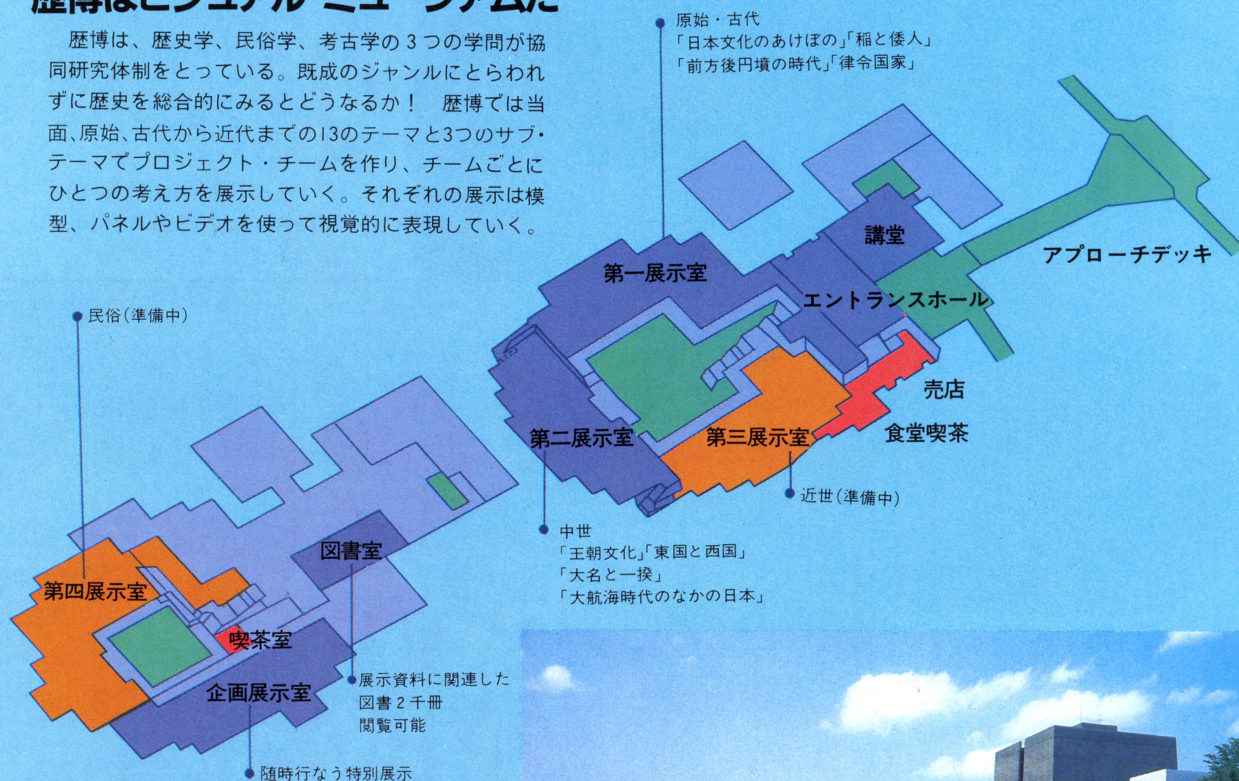 歴博はビジュアル・ミュージアムだ
歴博は、歴史学、民俗学、考古学の3つの学問が協
同研究体制をとっている。既成のジャンルにとらわれ
ずに歴史を総合的にみるとどうなるか！　歴博では当
面、原始、古代から近代までの13のテーマと3つのサブ・
テーマでプロジェクト・チームを作り、チームごとに
ひとつの考え方を展示していく。それぞれの展示は模
型、パネルやビデオを使って視覚的に表現していく。
原始・古代
「日本文化のあけぼの」「稲と倭人」
「前方後円墳の時代」「律令国家」
講堂
アプローチデッキ
第一展示室
エントランスホール
売店
食堂喫茶
第二展示室
第三展示室
近世(準備中)
中世
「王朝文化」「東国と西国」
「大名と一揆」
「大航海時代のなかの日本」
民俗(準備中)
図書室
第四展示室
喫茶室
企画展示室
展示資料に関連した
図書2千冊
閲覧可能
随時行なう特別展示